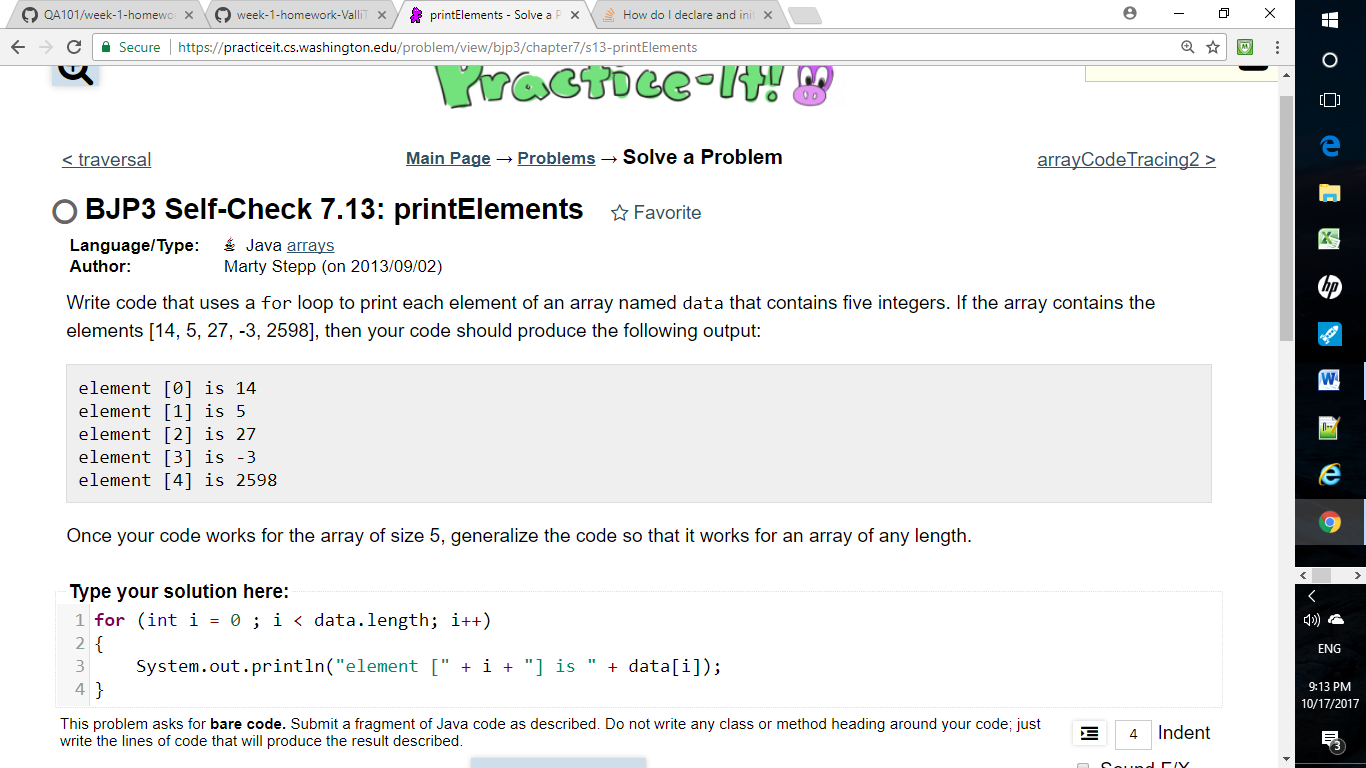 QA101/week-1-homewo
week-1-homework-ValliT
printElements - Solve a P
How do I declare and init
Secure
https://practiceit.cs.washington.edu/problem/view/bjp3/chapter7/s13-printElements
Practice-It!
< traversal
Main Page → Problems → Solve a Problem
arrayCodeTracing2 >
BJP3 Self-Check 7.13: printElements
Favorite
Language/Type: Java arrays
Author: Marty Stepp (on 2013/09/02)
Write code that uses a for loop to print each element of an array named data that contains five integers. If the array contains the
elements [14, 5, 27, -3, 2598], then your code should produce the following output:
element [0] is 14
element [1] is 5
element [2] is 27
element [3] is -3
element [4] is 2598
Once your code works for the array of size 5, generalize the code so that it works for an array of any length.
Type your solution here:
1 for (int i = 0 ; i < data.length; i++)
2 {
3 System.out.println("element [" + i + "] is " + data[i]);
4 }
This problem asks for bare code. Submit a fragment of Java code as described. Do not write any class or method heading around your code; just
write the lines of code that will produce the result described.
4 Indent
Sound F/X
ENG
9:13 PM
10/17/2017
3